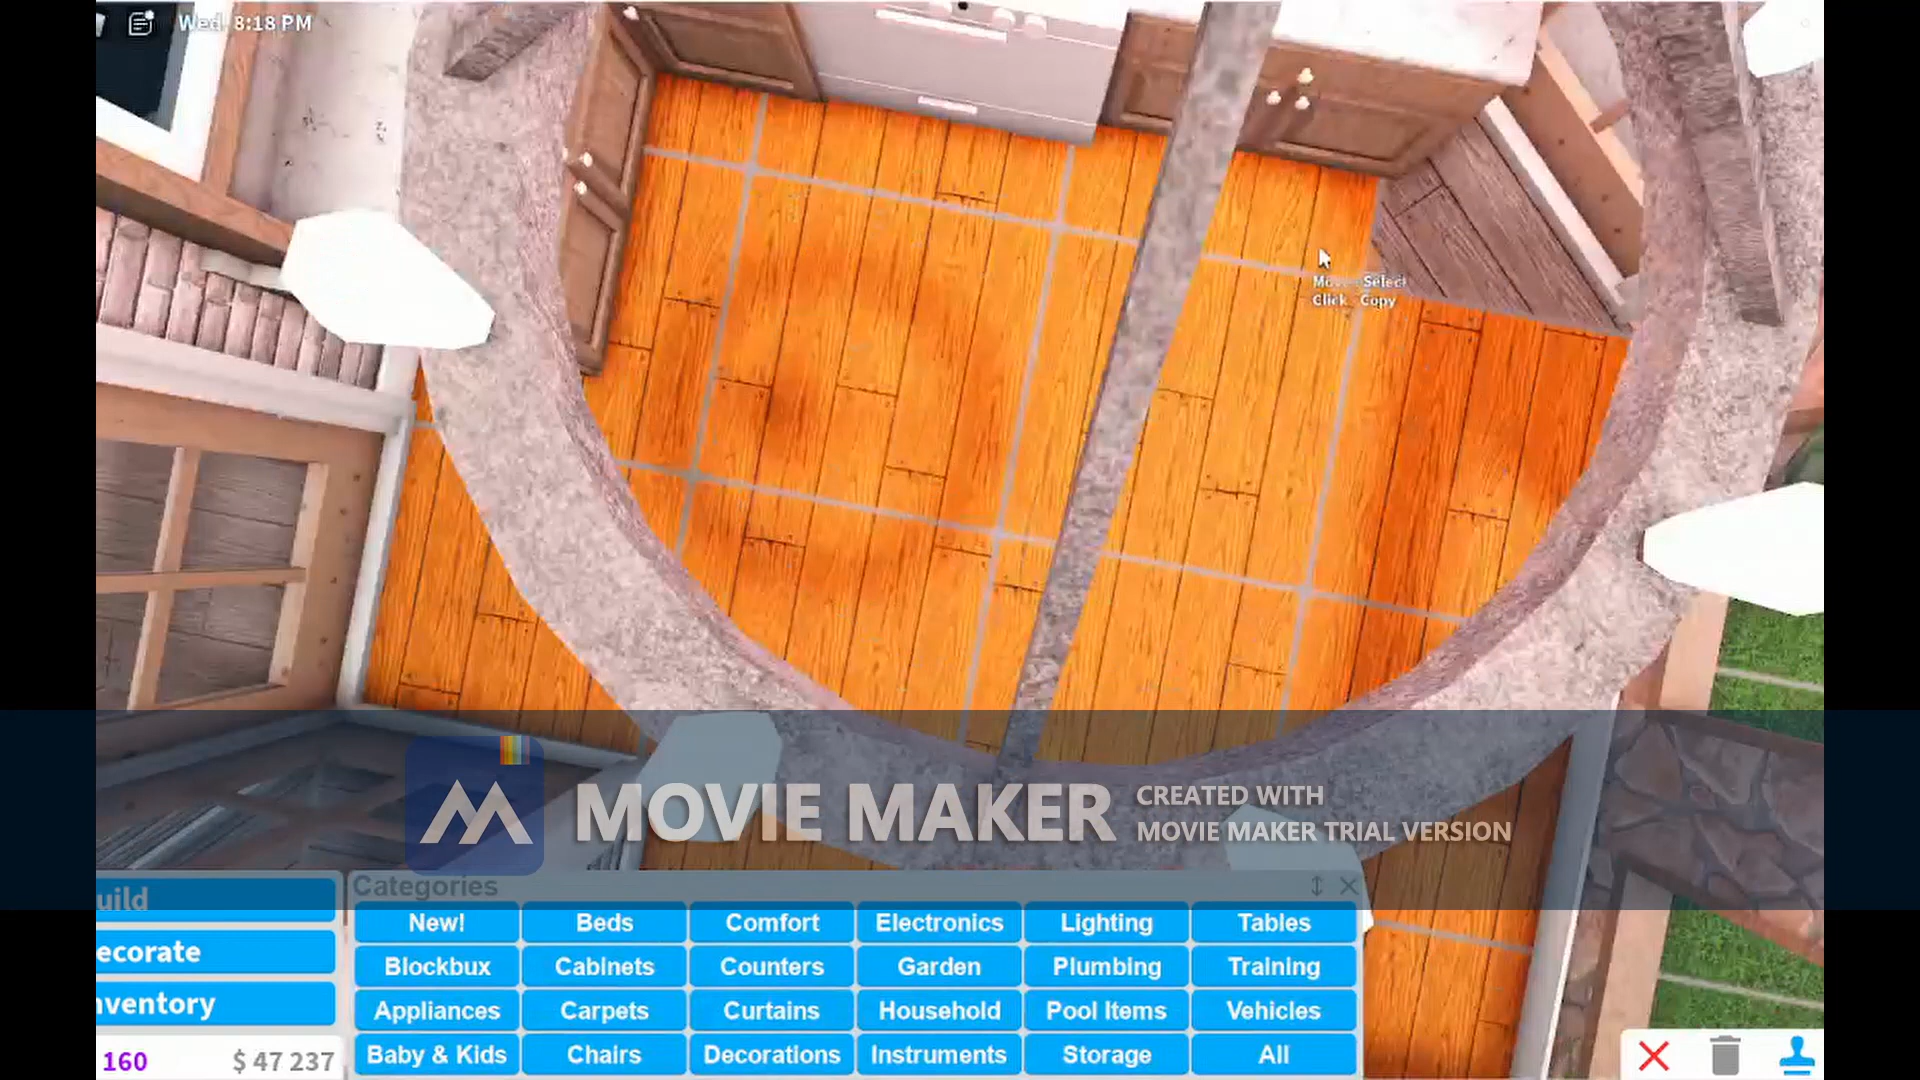 Wed. 8:18 PM
Move Select
Click Copy
MOVIE MAKER
CREATED WITH
MOVIE MAKER TRIAL VERSION
uild
ecorate
nventory
160
$ 47 237
Categories
New! Beds Comfort Electronics Lighting Tables
Blockbux Cabinets Counters Garden Plumbing Training
Appliances Carpets Curtains Household Pool Items Vehicles
Baby & Kids Chairs Decorations Instruments Storage All